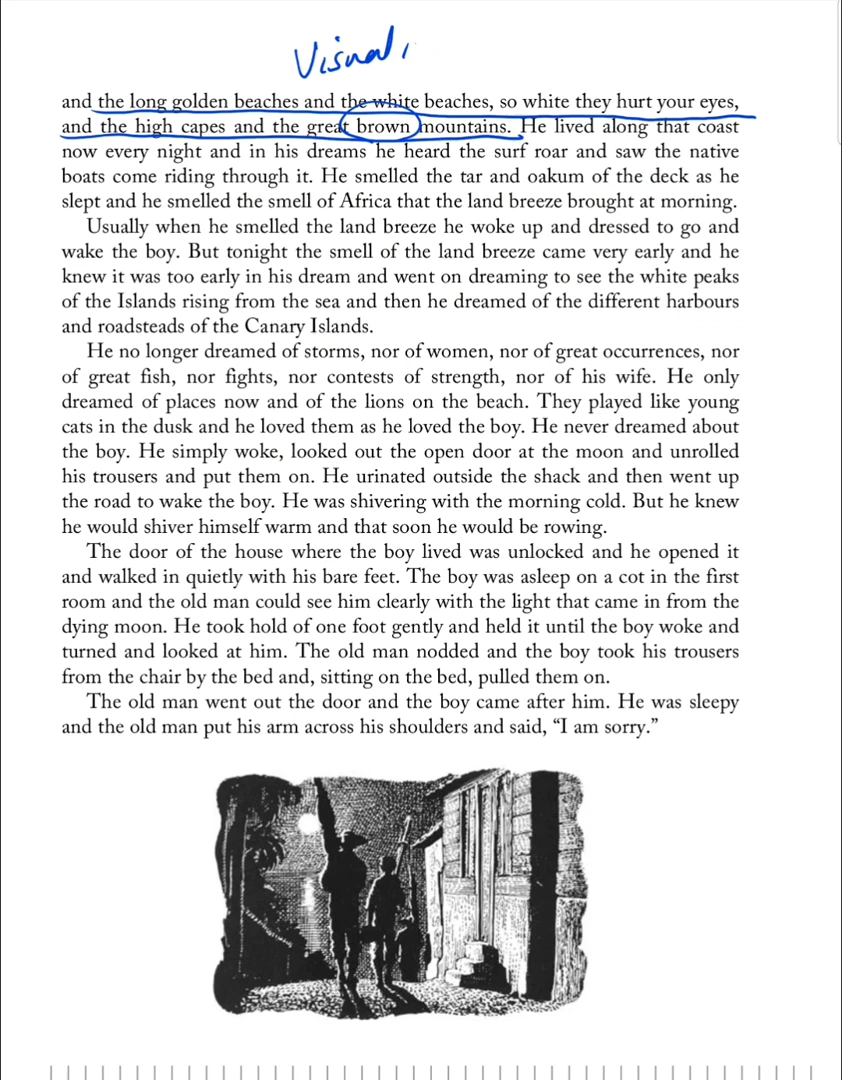 Visual,
and the long golden beaches and the white beaches, so white they hurt your eyes,
and the high capes and the great brown mountains. He lived along that coast
now every night and in his dreams he heard the surf roar and saw the native
boats come riding through it. He smelled the tar and oakum of the deck as he
slept and he smelled the smell of Africa that the land breeze brought at morning.
Usually when he smelled the land breeze he woke up and dressed to go and
wake the boy. But tonight the smell of the land breeze came very early and he
knew it was too early in his dream and went on dreaming to see the white peaks
of the Islands rising from the sea and then he dreamed of the different harbours
and roadsteads of the Canary Islands.
He no longer dreamed of storms, nor of women, nor of great occurrences, nor
of great fish, nor fights, nor contests of strength, nor of his wife. He only
dreamed of places now and of the lions on the beach. They played like young
cats in the dusk and he loved them as he loved the boy. He never dreamed about
the boy. He simply woke, looked out the open door at the moon and unrolled
his trousers and put them on. He urinated outside the shack and then went up
the road to wake the boy. He was shivering with the morning cold. But he knew
he would shiver himself warm and that soon he would be rowing.
The door of the house where the boy lived was unlocked and he opened it
and walked in quietly with his bare feet. The boy was asleep on a cot in the first
room and the old man could see him clearly with the light that came in from the
dying moon. He took hold of one foot gently and held it until the boy woke and
turned and looked at him. The old man nodded and the boy took his trousers
from the chair by the bed and, sitting on the bed, pulled them on.
The old man went out the door and the boy came after him. He was sleepy
and the old man put his arm across his shoulders and said, “I am sorry.”